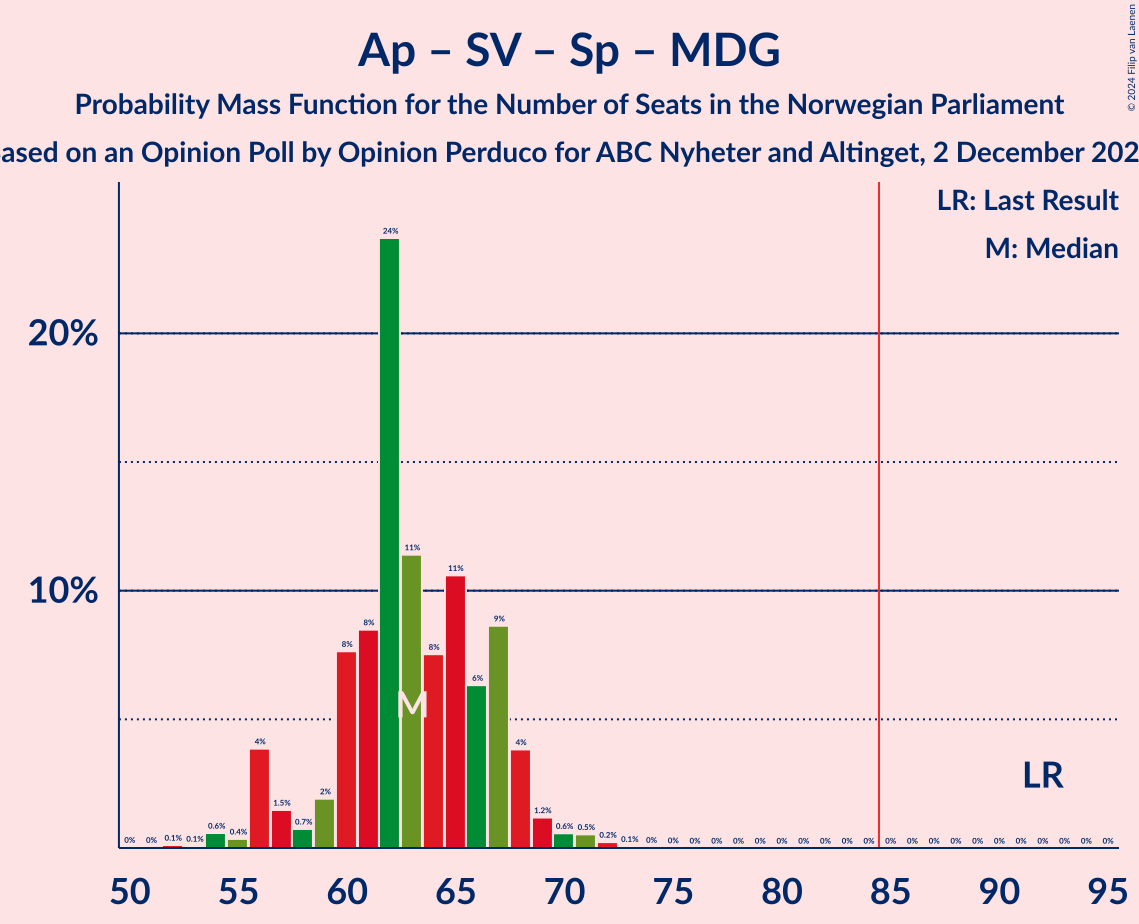 Ap – SV – Sp – MDG
Probability Mass Function for the Number of Seats in the Norwegian Parliament
ased on an Opinion Poll by Opinion Perduco for ABC Nyheter and Altinget, 2 December 202
© 2024 Filip van Laenen
LR: Last Result
M: Median
24%
20%
11% 11%
10%
9%
8% 8% 8%
6%
M
4% 4%
LR
2%
1.5% 1.2%
0.6% 0.4% 0.7% 0.6% 0.5% 0.2%
0% 0% 0.1% 0.1% 0.1% 0% 0% 0% 0% 0% 0% 0% 0% 0% 0% 0% 0% 0% 0% 0% 0% 0% 0% 0% 0% 0% 0%
50 55 60 65 70 75 80 85 90 95